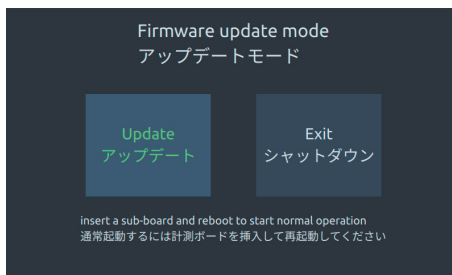 Firmware update mode
アップデートモード
Update
アップデート
Exit
シャットダウン
insert a sub-board and reboot to start normal operation
通常起動するには計測ボードを挿入して再起動してください